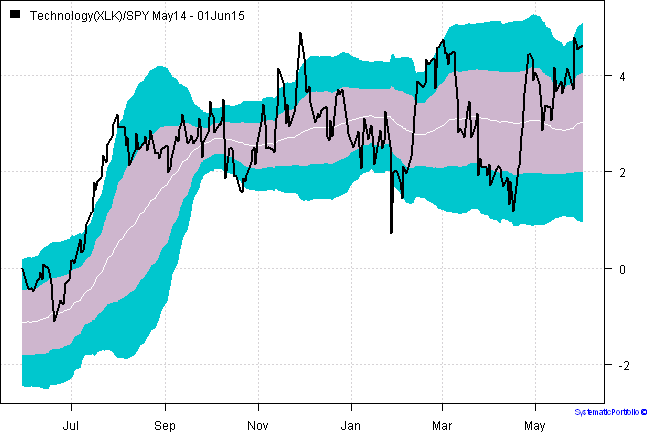 Technology(XLK)/SPY May14 - 01Jun15
4
2
0
-2
Jul Sep Nov Jan Mar May
SystematicPortfolio ©